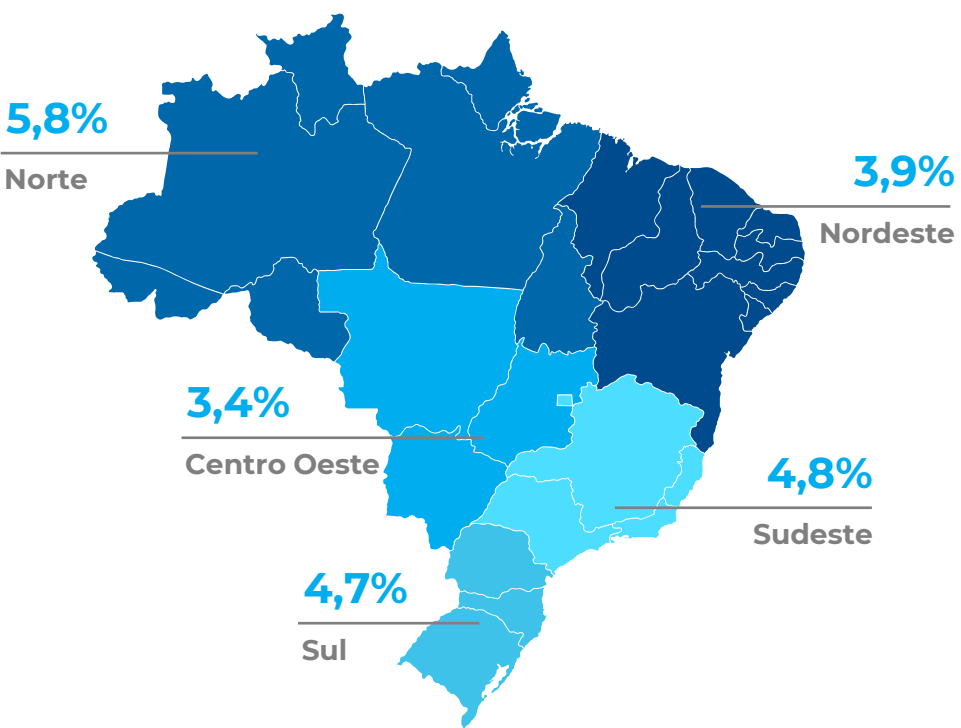 5,8%
Norte
3,9%
Nordeste
3,4%
Centro Oeste
4,8%
Sudeste
4,7%
Sul